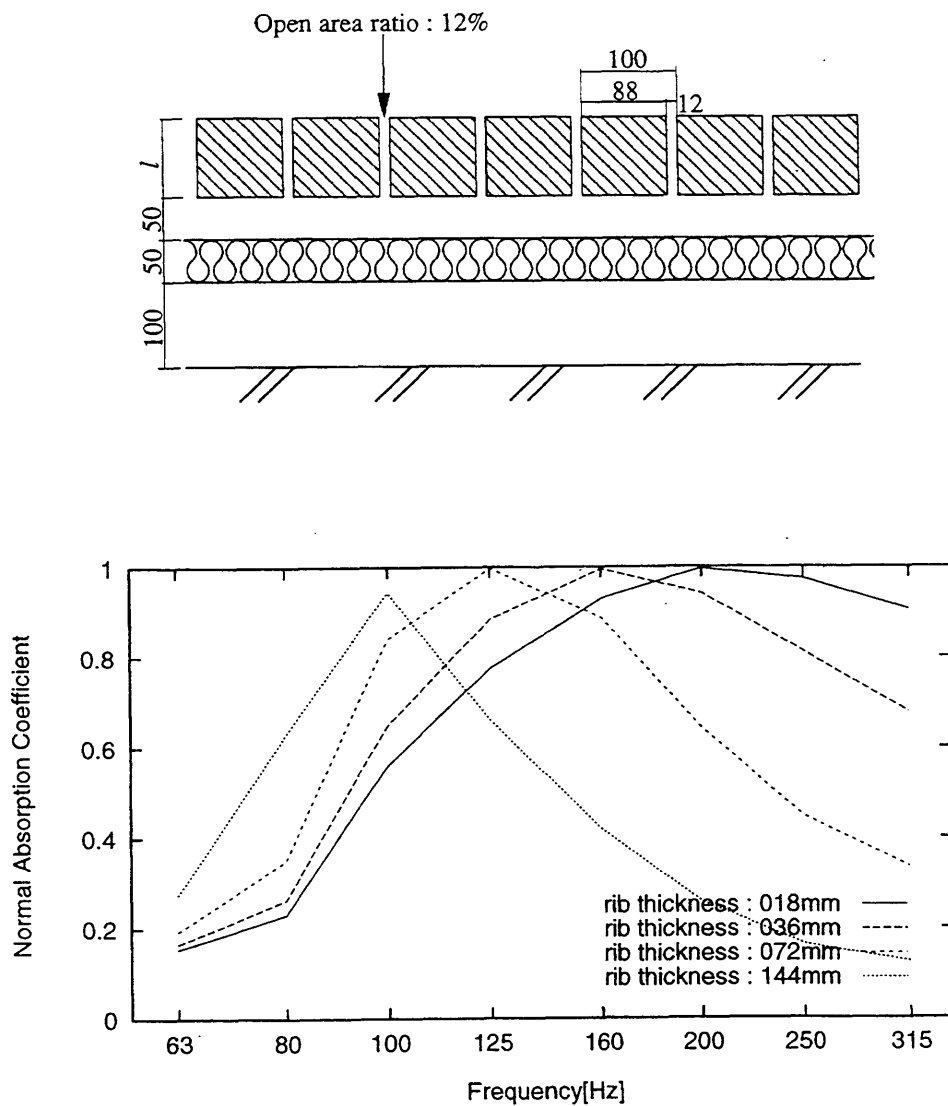 Open area ratio : 12%
100
88
12
l
50
50
100
1
0.8
0.6
0.4
0.2
0
Normal Absorption Coefficient
rib thickness : 018mm
rib thickness : 036mm
rib thickness : 072mm
rib thickness : 144mm
63 80 100 125 160 200 250 315
Frequency[Hz]